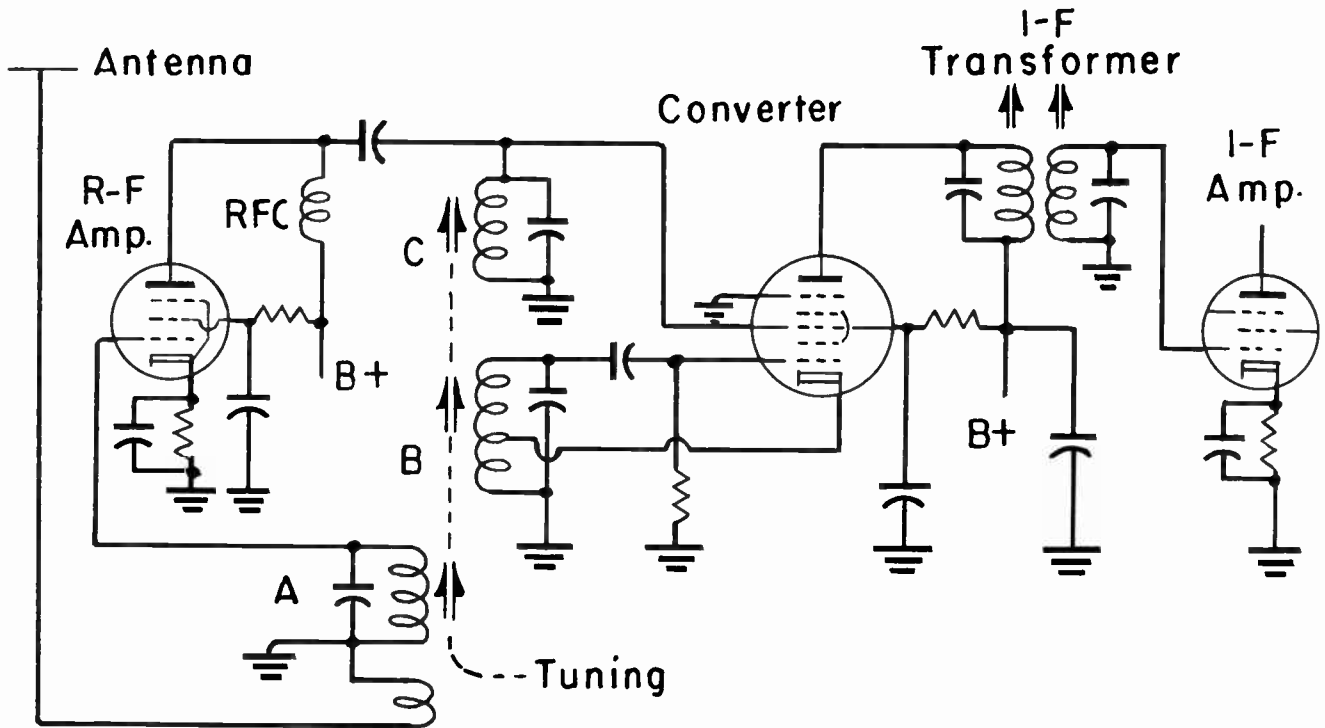 Antenna
I-F
Transformer
Converter
R-F
Amp.
RFC
I-F
Amp.
C
B+
B
B+
A
Tuning